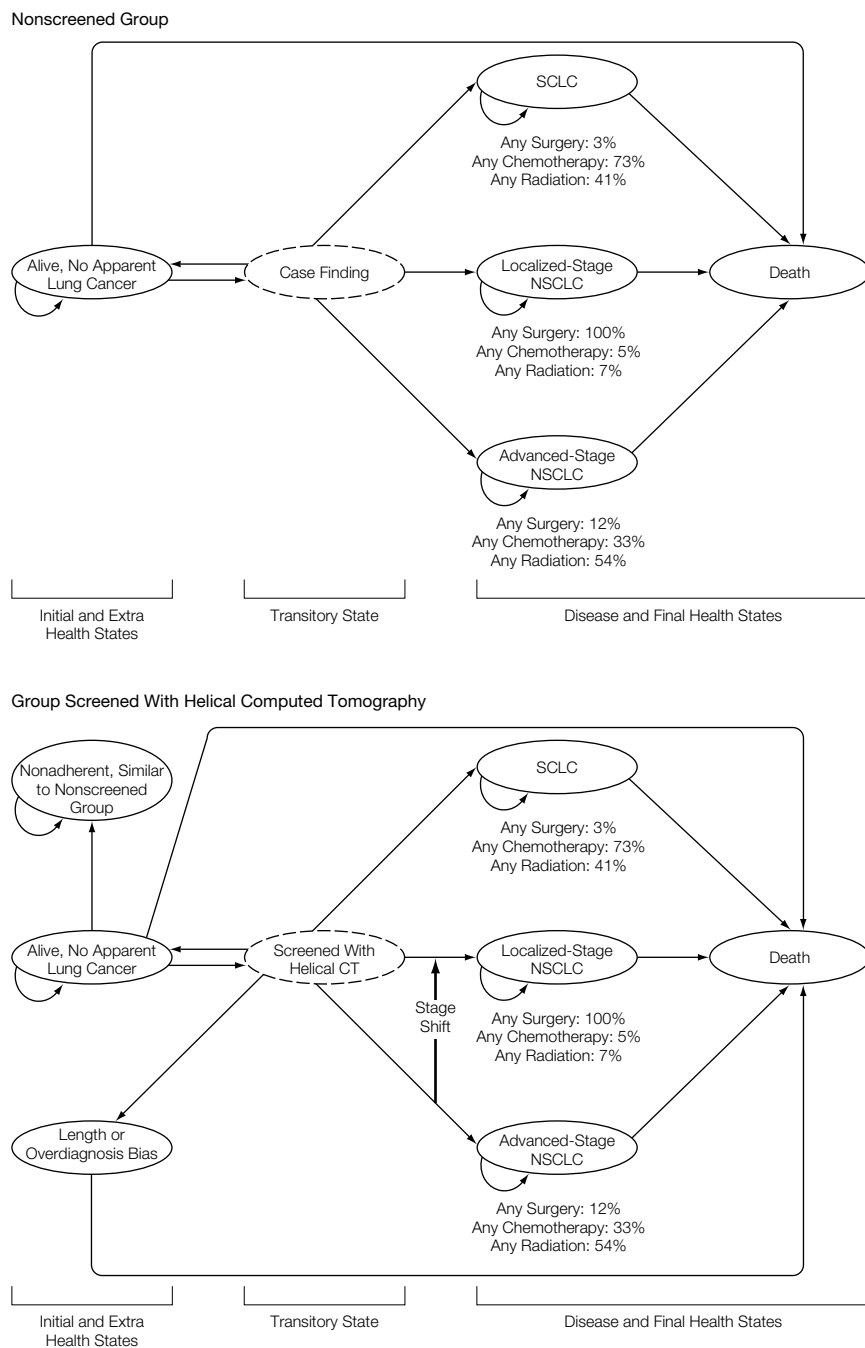 Nonscreened Group
SCLC
Any Surgery: 3%
Any Chemotherapy: 73%
Any Radiation: 41%
Alive, No Apparent
Lung Cancer
Case Finding
Localized-Stage
NSCLC
Death
Any Surgery: 100%
Any Chemotherapy: 5%
Any Radiation: 7%
Advanced-Stage
NSCLC
Any Surgery: 12%
Any Chemotherapy: 33%
Any Radiation: 54%
Initial and Extra
Health States
Transitory State
Disease and Final Health States
Group Screened With Helical Computed Tomography
Nonadherent, Similar
to Nonscreened
Group
SCLC
Any Surgery: 3%
Any Chemotherapy: 73%
Any Radiation: 41%
Alive, No Apparent
Lung Cancer
Screened With
Helical CT
Localized-Stage
NSCLC
Death
Stage
Shift
Any Surgery: 100%
Any Chemotherapy: 5%
Any Radiation: 7%
Length or
Overdiagnosis Bias
Advanced-Stage
NSCLC
Any Surgery: 12%
Any Chemotherapy: 33%
Any Radiation: 54%
Initial and Extra
Health States
Transitory State
Disease and Final Health States